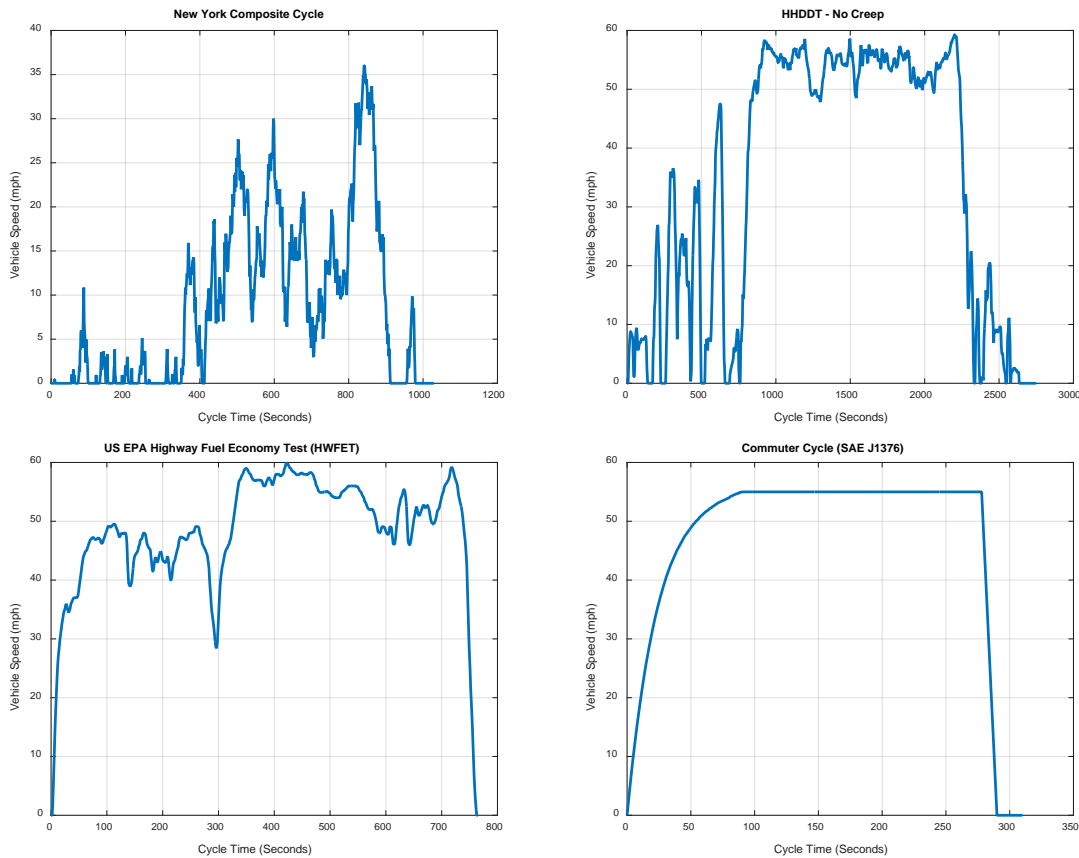 New York Composite Cycle
40
35
30
25
20
15
10
5
0
Vehicle Speed (mph)
0 200 400 600 800 1000 1200
Cycle Time (Seconds)
HHDDT - No Creep
60
50
40
30
20
10
0
Vehicle Speed (mph)
0 500 1000 1500 2000 2500 3000
Cycle Time (Seconds)
US EPA Highway Fuel Economy Test (HWFET)
60
50
40
30
20
10
0
Vehicle Speed (mph)
0 100 200 300 400 500 600 700 800
Cycle Time (Seconds)
Commuter Cycle (SAE J1376)
60
50
40
30
20
10
0
Vehicle Speed (mph)
0 50 100 150 200 250 300 350
Cycle Time (Seconds)